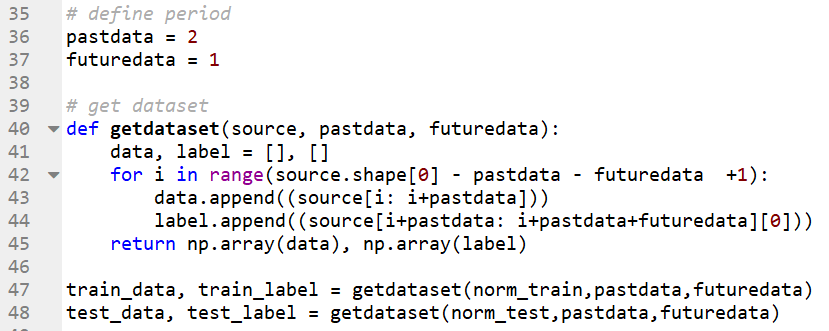 35 # define period
36 pastdata = 2
37 futuredata = 1
38
39 # get dataset
40 def getdataset(source, pastdata, futuredata):
41     data, label = [], []
42     for i in range(source.shape[0] - pastdata - futuredata  +1):
43         data.append((source[i: i+pastdata]))
44         label.append((source[i+pastdata: i+pastdata+futuredata][0]))
45     return np.array(data), np.array(label)
46
47 train_data, train_label = getdataset(norm_train,pastdata,futuredata)
48 test_data, test_label = getdataset(norm_test,pastdata,futuredata)